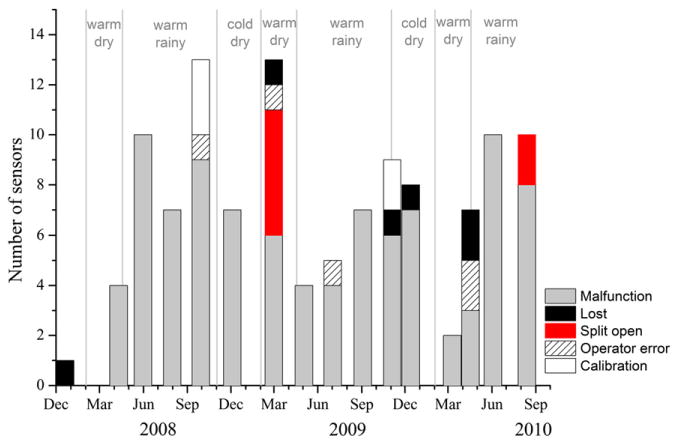 warm warm cold warm warm cold warm warm
dry rainy dry dry rainy dry dry rainy
14
12
10
8
6
4
2
0
Number of sensors
Malfunction
Lost
Split open
Operator error
Calibration
Dec Mar Jun Sep Dec Mar Jun Sep Dec Mar Jun Sep
2008 2009 2010